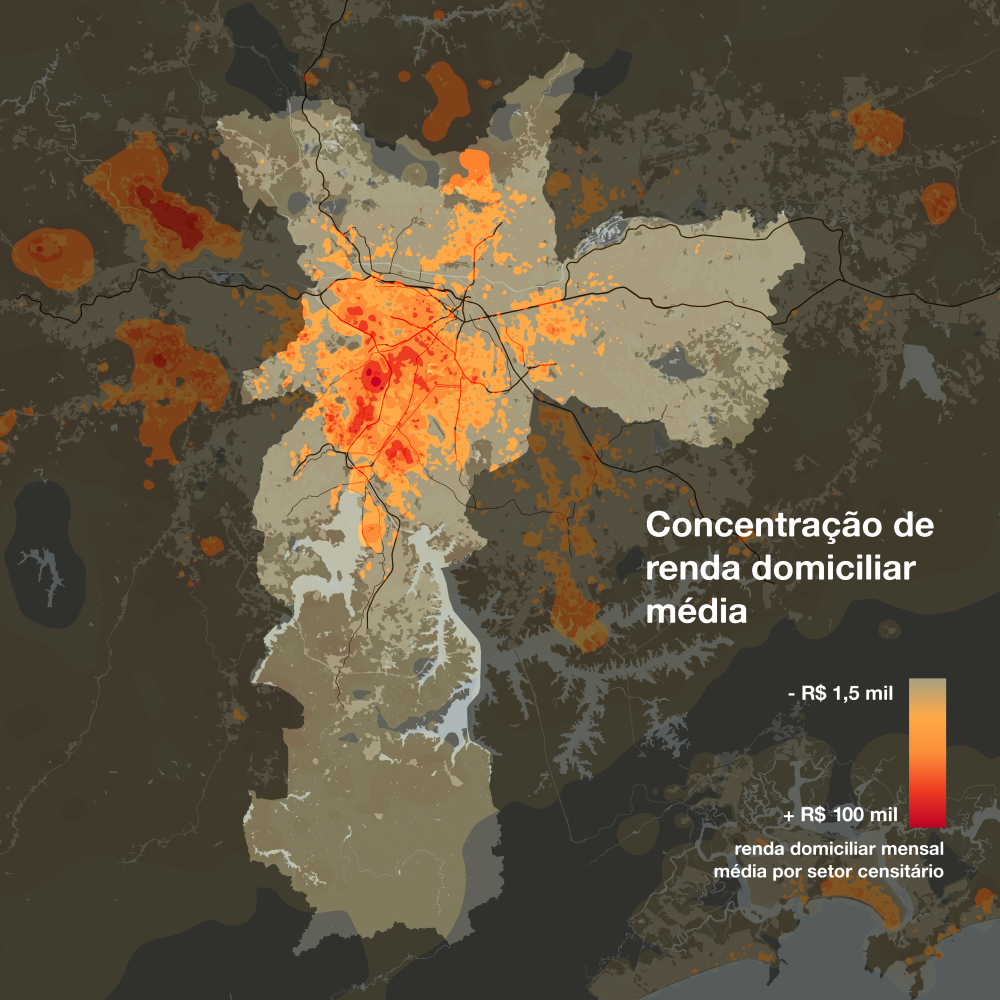 Concentração de
renda domiciliar
média
- R$ 1,5 mil
+ R$ 100 mil
renda domiciliar mensal
média por setor censitário